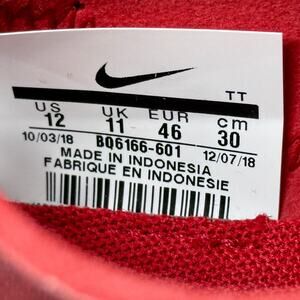 TT
US UK EUR cm
12 11 46 30
10/03/18 BQ6166-601 12/07/18
MADE IN INDONESIA
FABRIQUE EN INDONESIE